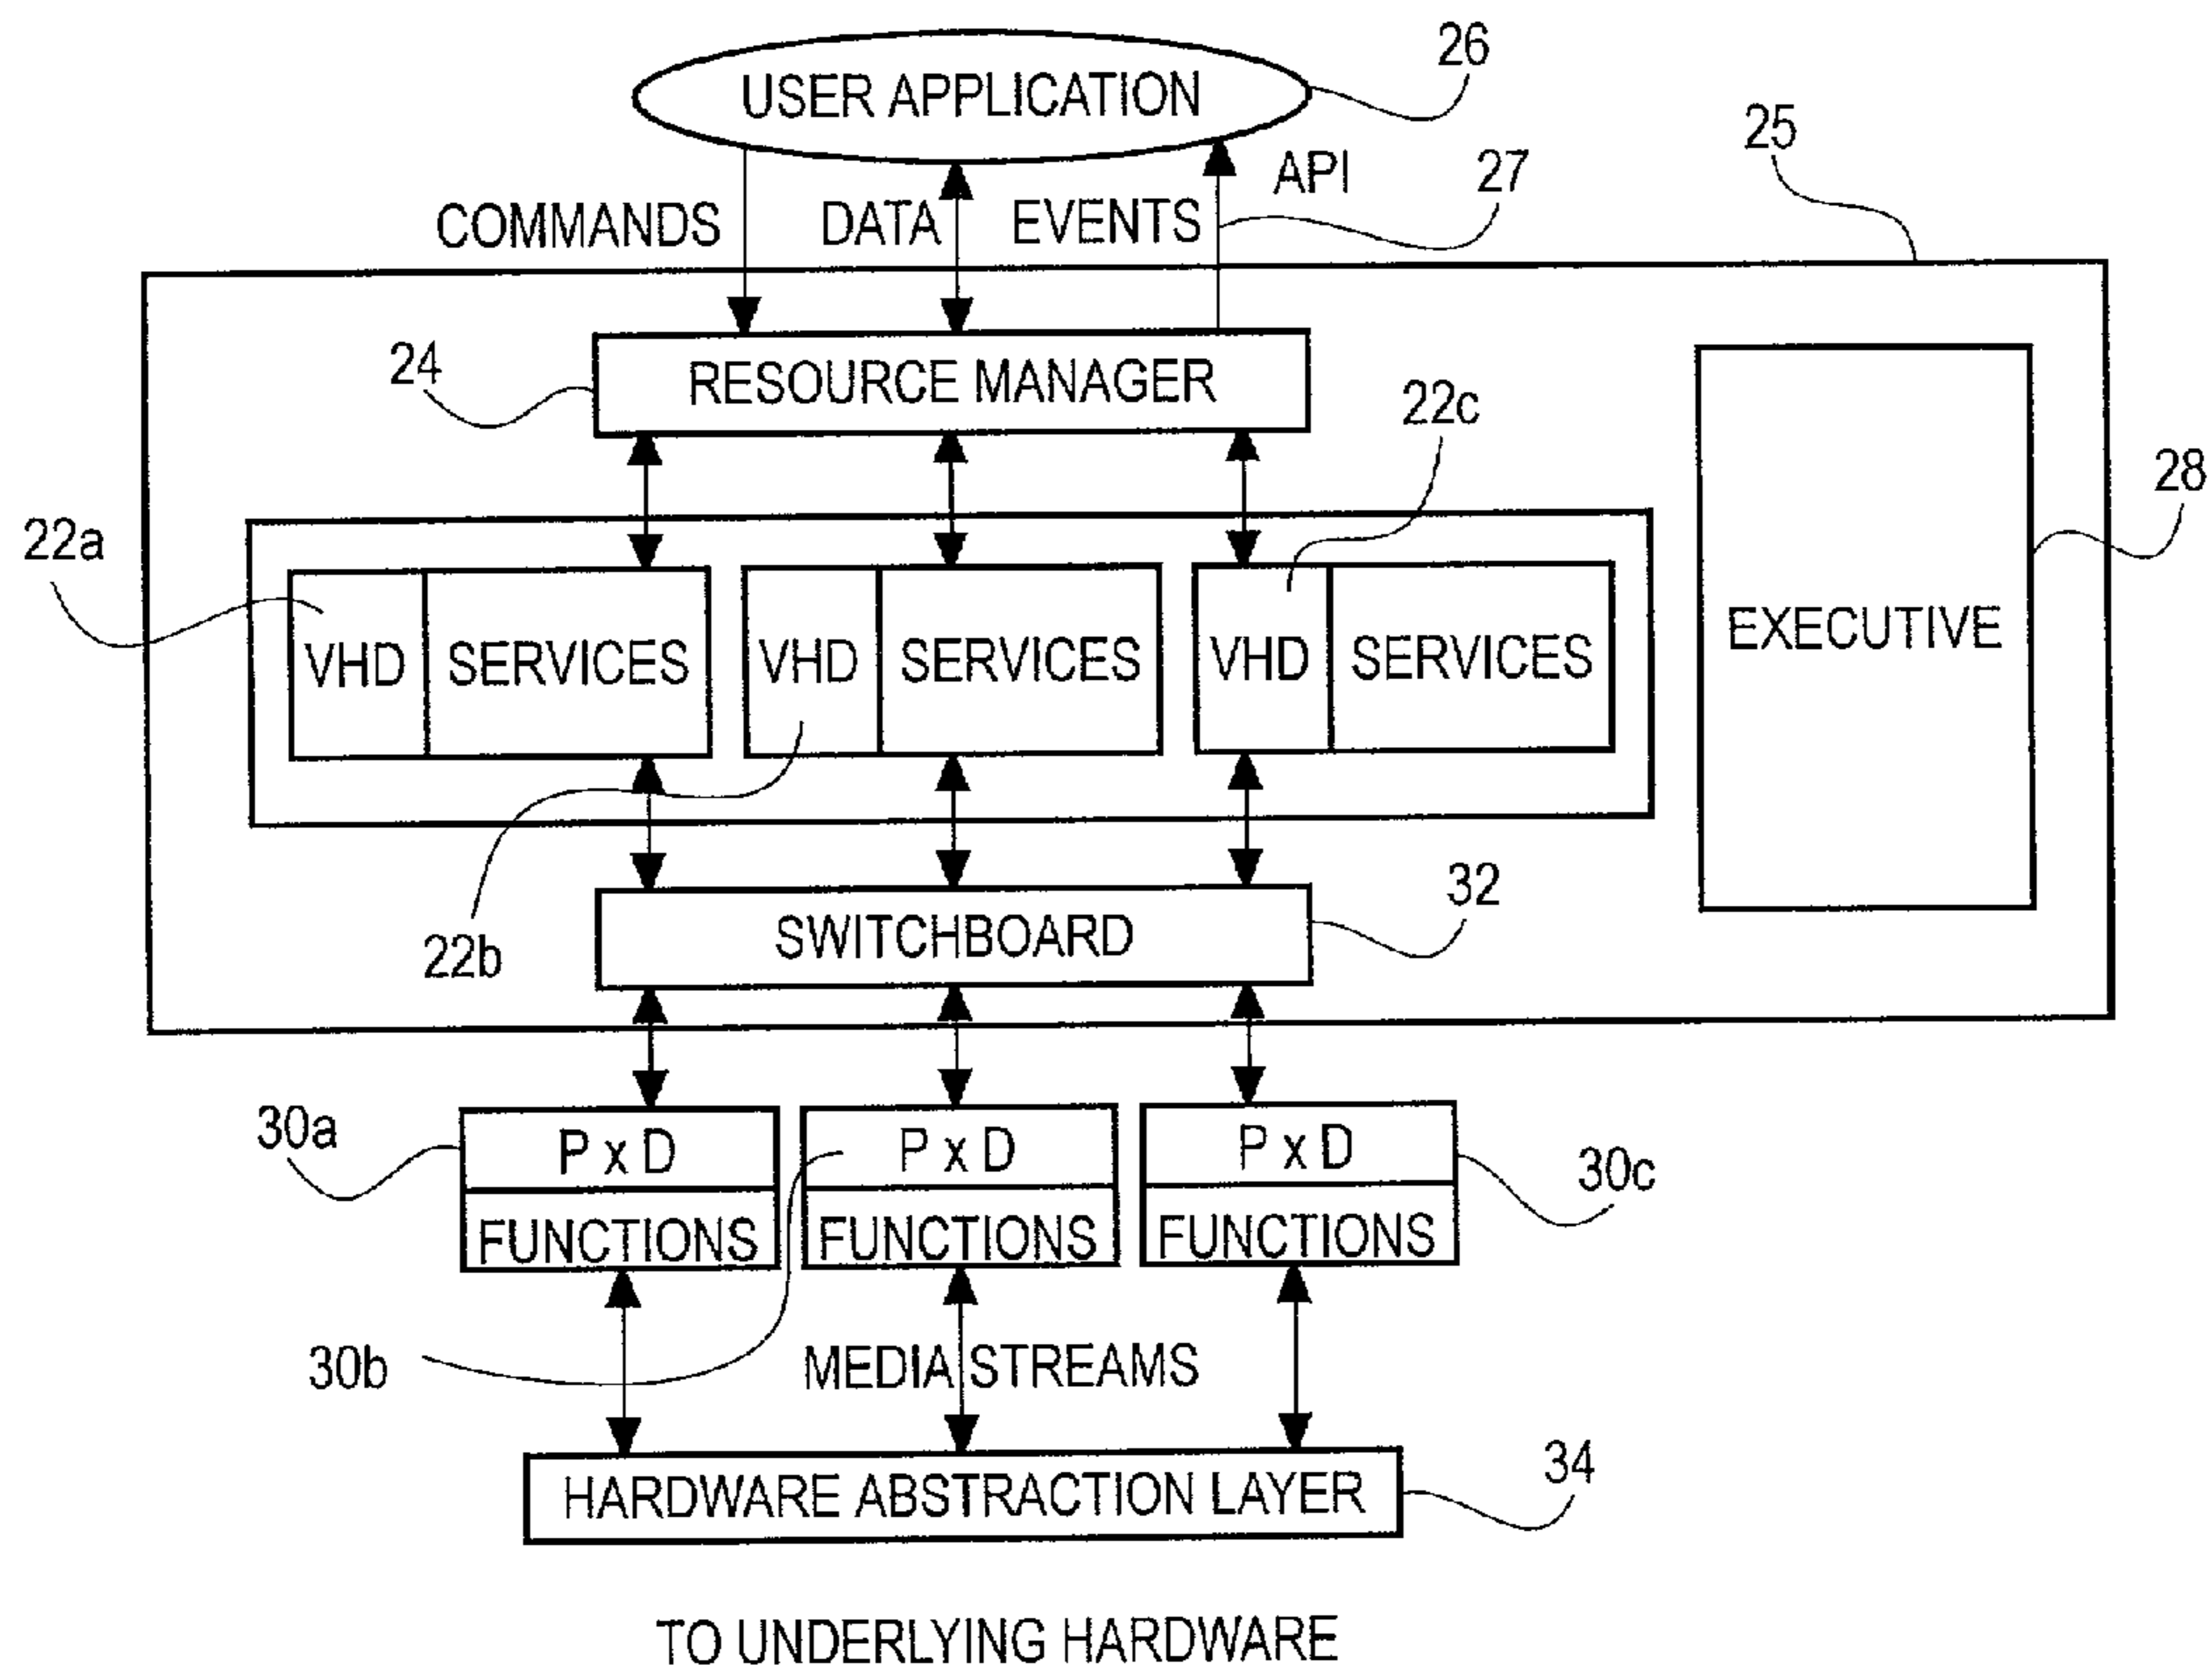 USER APPLICATION
26
25
API
27
COMMANDS
DATA
EVENTS
24
RESOURCE MANAGER
22c
28
22a
VHD
SERVICES
VHD
SERVICES
VHD
SERVICES
EXECUTIVE
32
22b
SWITCHBOARD
30a
P x D
P x D
P x D
30c
FUNCTIONS
FUNCTIONS
FUNCTIONS
30b
MEDIA STREAMS
34
HARDWARE ABSTRACTION LAYER
TO UNDERLYING HARDWARE